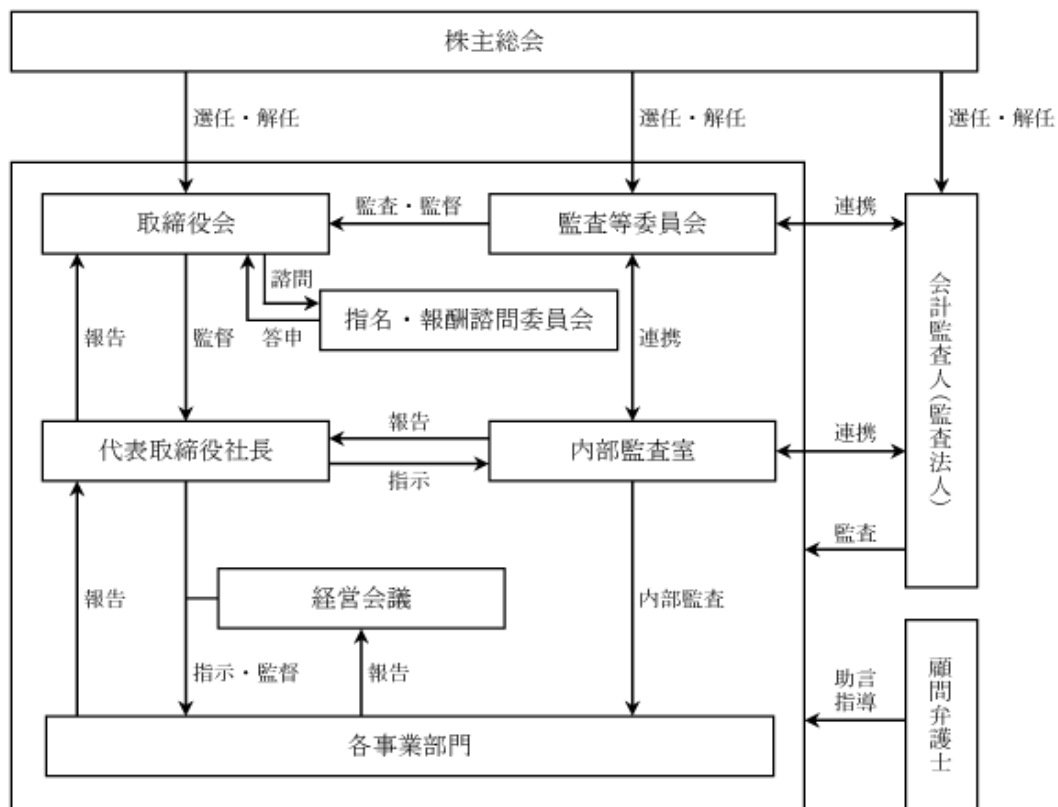 株主総会
選任・解任
選任・解任
選任・解任
取締役会
監査・監督
監査等委員会
連携
諮問
指名・報酬諮問委員会
答申
報告
監督
連携
会計監査人(監査法人)
代表取締役社長
報告
指示
内部監査室
連携
監査
経営会議
報告
内部監査
指示・監督
報告
助言
指導
顧問弁護士
各事業部門